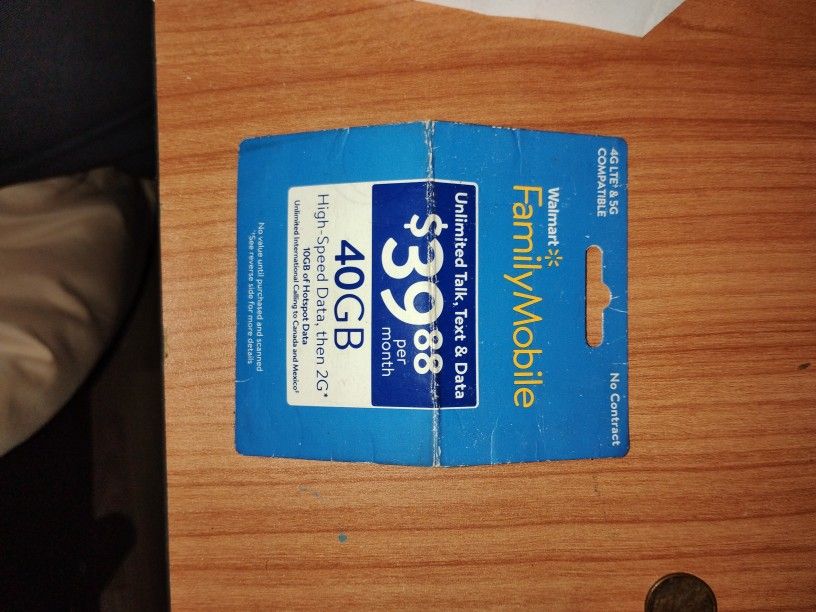 4G LTE† & 5G
COMPATIBLE
No Contract
Walmart
FamilyMobile
Unlimited Talk, Text & Data
$39.88
per
month
40GB
High-Speed Data, then 2G*
10GB of Hotspot Data
Unlimited International Calling to Canada and Mexico‡
No value until purchased and scanned
*†‡See reverse side for more details